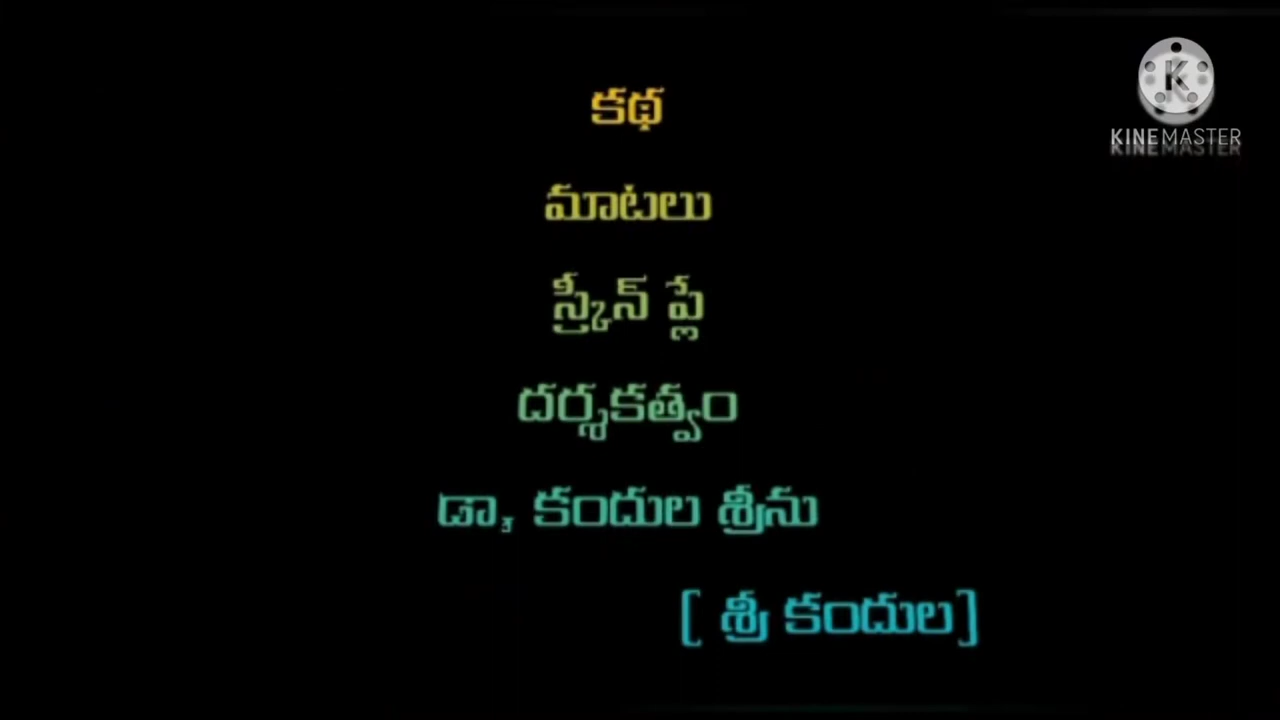 కథ
KINEMASTER
మాటలు
స్క్రీన్ ప్లే
దర్శకత్వం
డా, కందుల శ్రీను
[ శ్రీ కందుల]